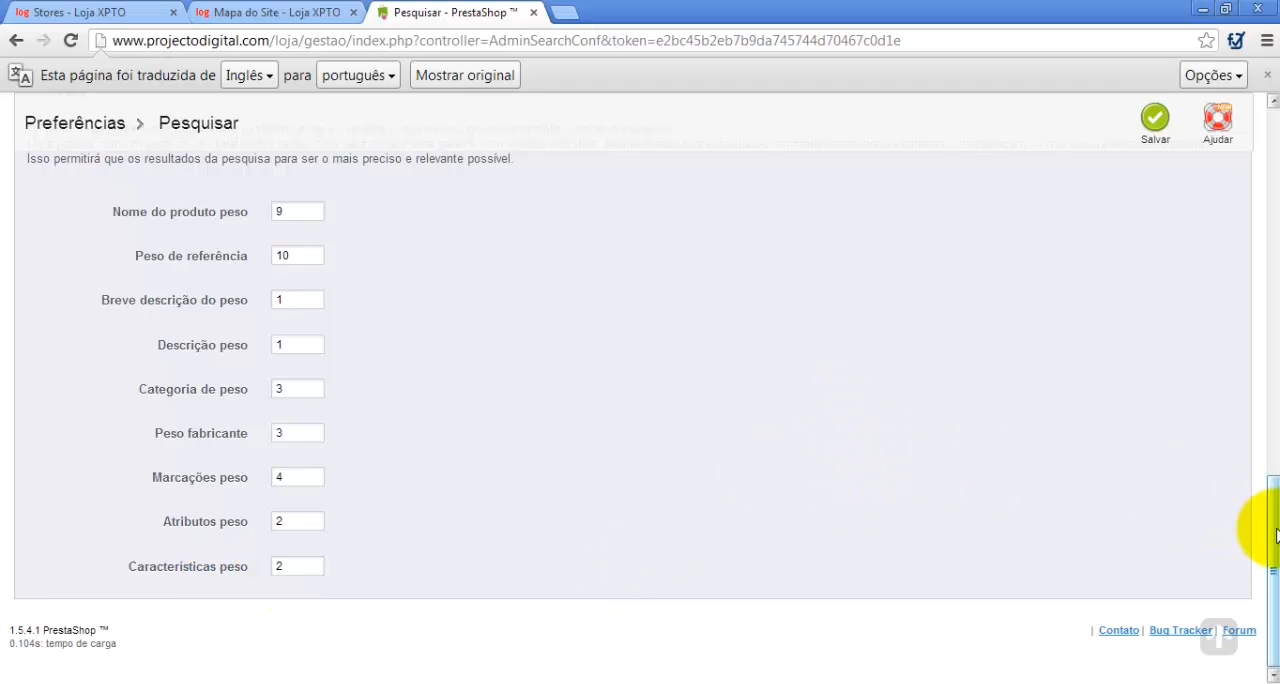 log Stores - Loja XPTO × log Mapa do Site - Loja XPTO × Pesquisar - PrestaShop ™ ×
www.projectodigital.com/loja/gestao/index.php?controller=AdminSearchConf&token=e2bc45b2eb7b9da745744d70467c0d1e
Esta página foi traduzida de Inglês para português Mostrar original Opções ×
Preferências > Pesquisar
Salvar Ajudar
Isso permitirá que os resultados da pesquisa para ser o mais preciso e relevante possível.
Nome do produto peso 9
Peso de referência 10
Breve descrição do peso 1
Descrição peso 1
Categoria de peso 3
Peso fabricante 3
Marcações peso 4
Atributos peso 2
Características peso 2
1.5.4.1 PrestaShop ™
| Contato | Bug Tracker | Forum
0.104s: tempo de carga